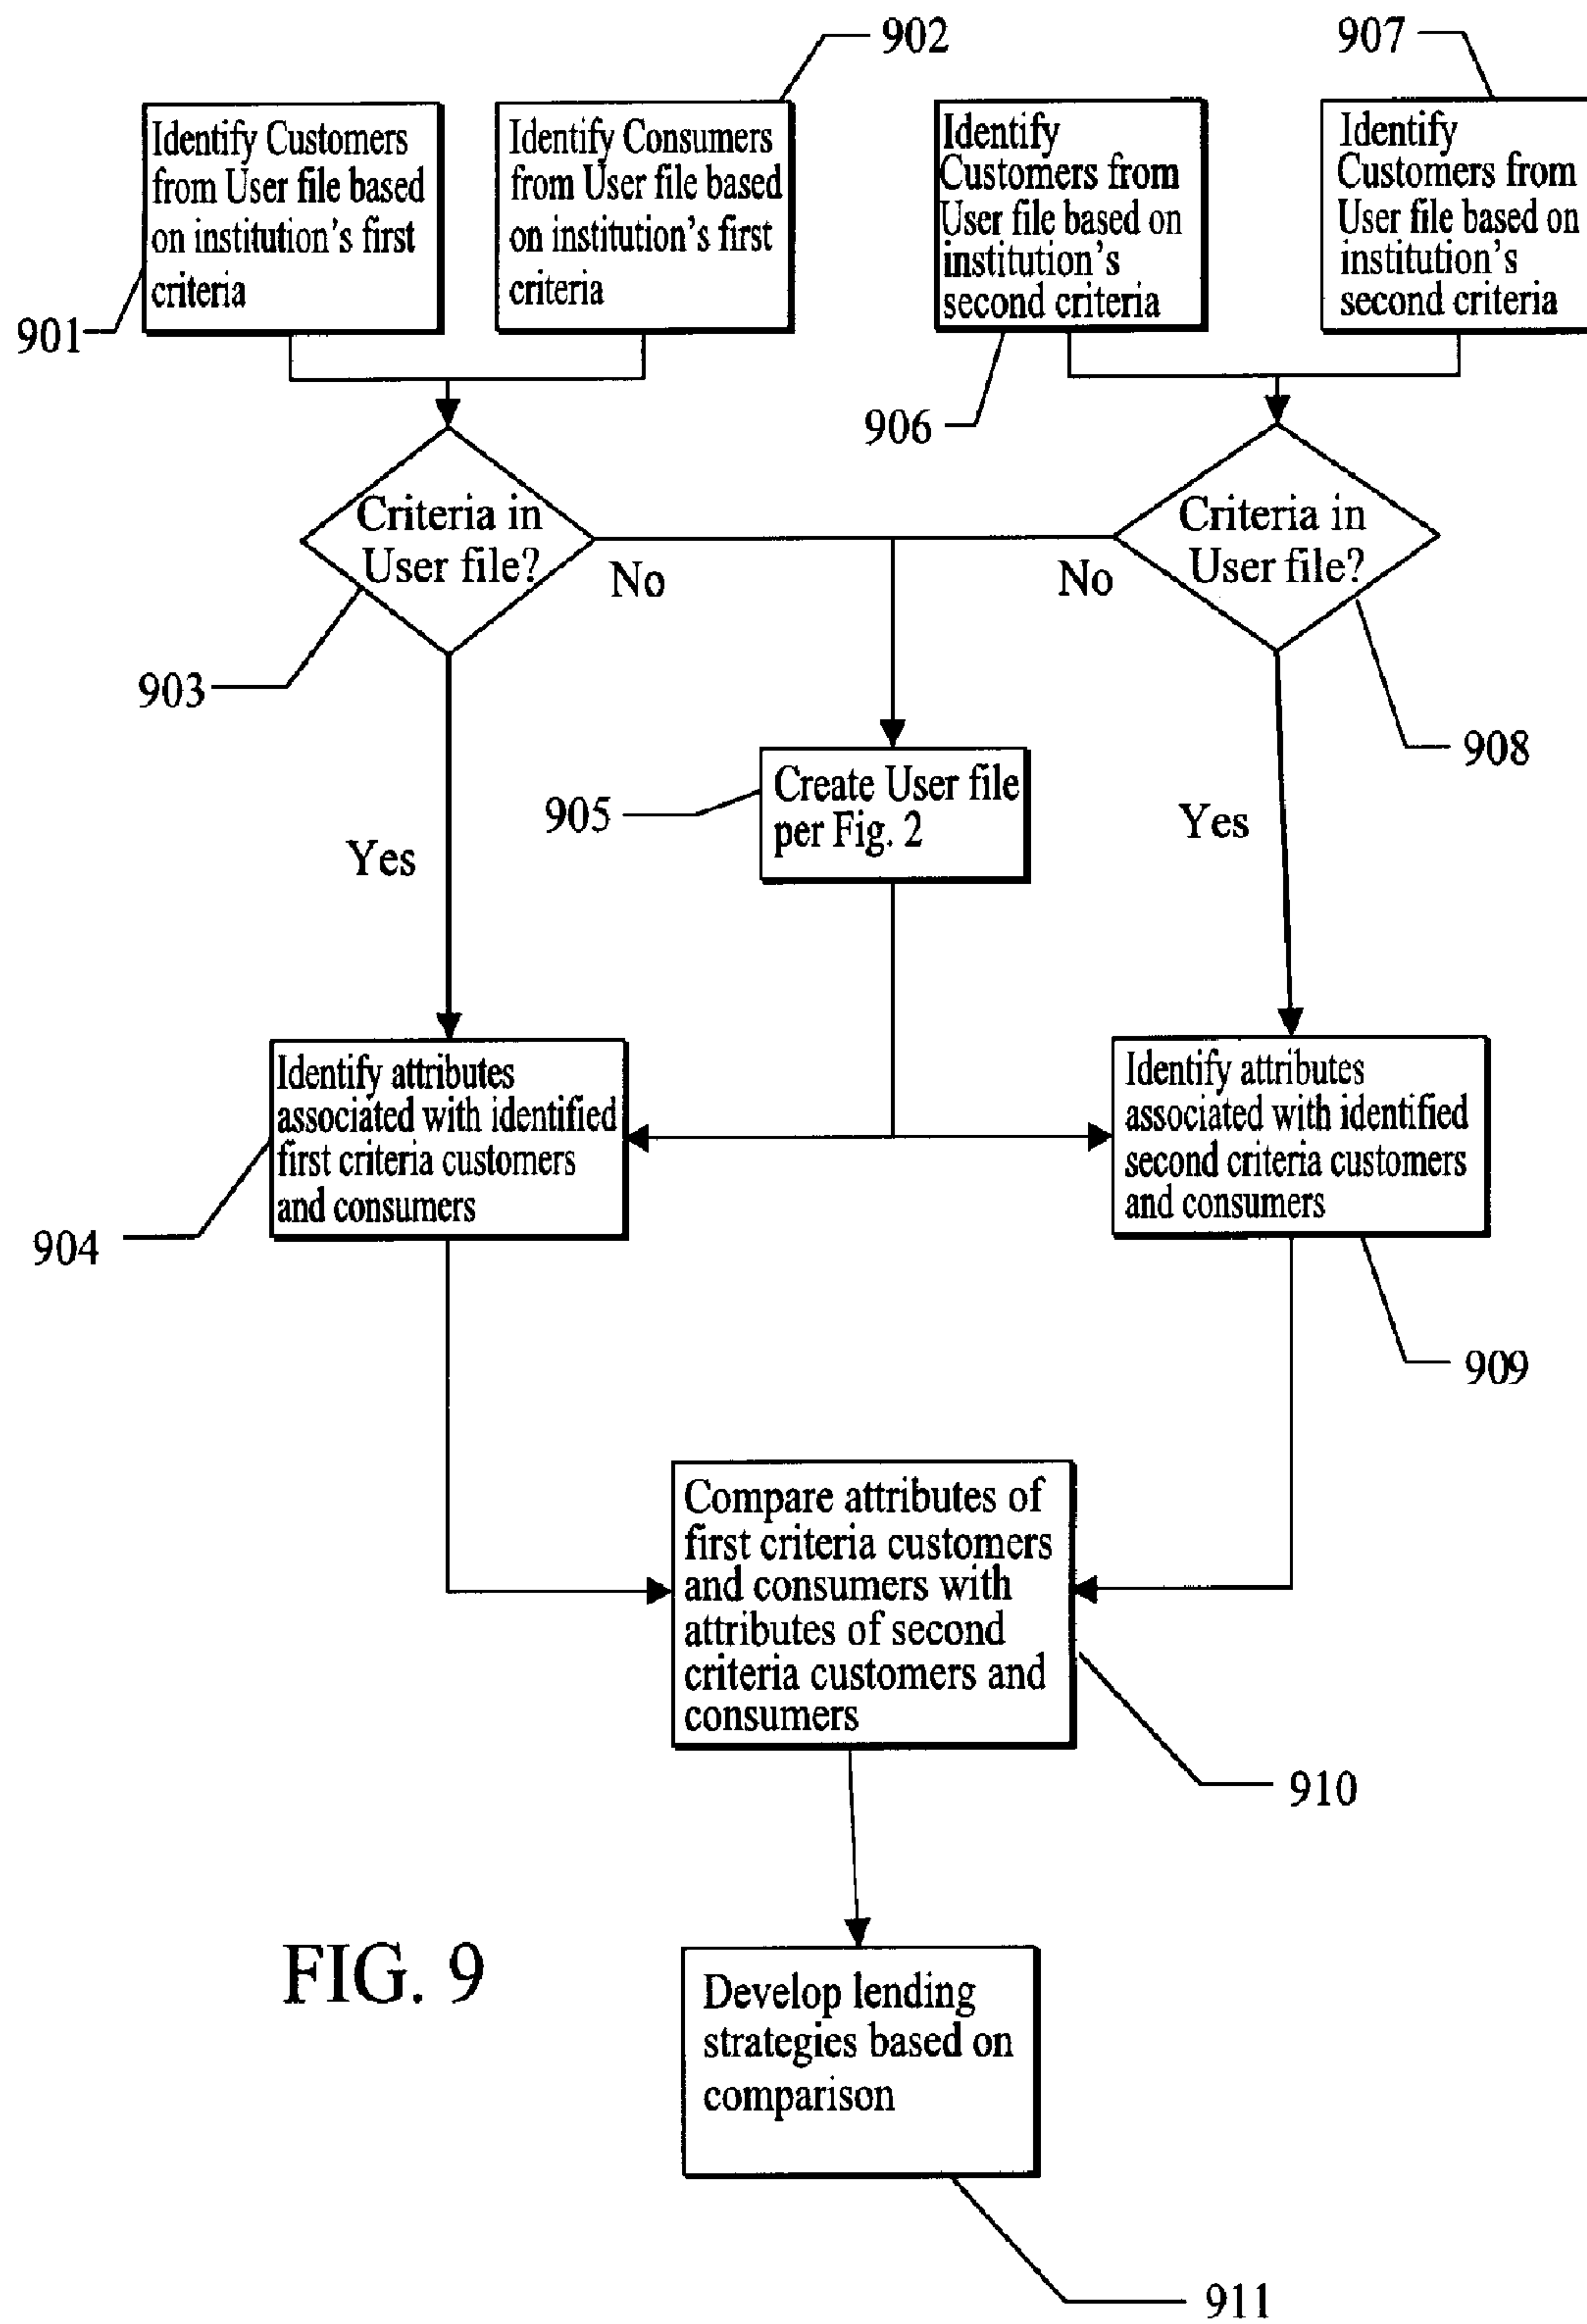 902
907
Identify Customers
from User file based
on institution's first
criteria
Identify Consumers
from User file based
on institution's first
criteria
Identify
Customers from
User file based on
institution's
second criteria
Identify
Customers from
User file based on
institution's
second criteria
901
906
Criteria in
User file?
No
No
Criteria in
User file?
903
908
Create User file
per Fig. 2
905
Yes
Yes
Identify attributes
associated with identified
first criteria customers
and consumers
Identify attributes
associated with identified
second criteria customers
and consumers
904
909
Compare attributes of
first criteria customers
and consumers with
attributes of second
criteria customers and
consumers
910
FIG. 9
Develop lending
strategies based on
comparison
911